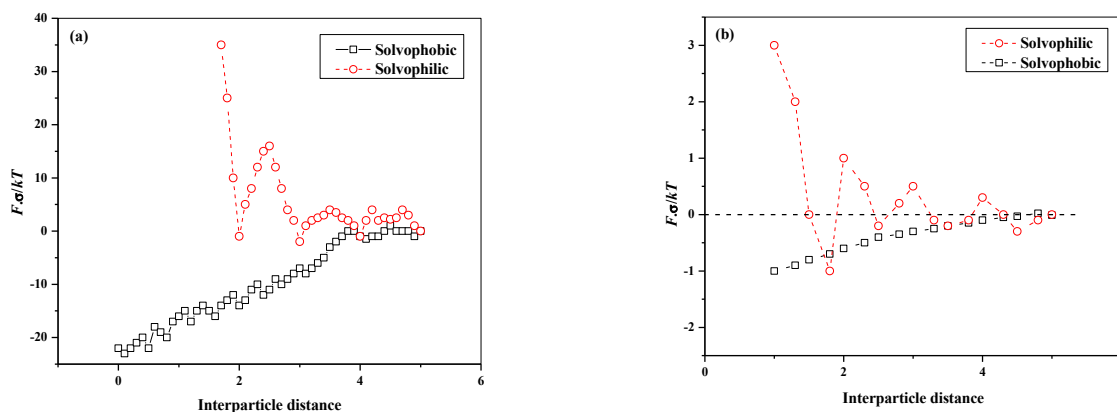 (a)
Solvophobic
Solvophilic
F.σ/kT
40
30
20
10
0
-10
-20
0
2
4
6
Interparticle distance
(b)
Solvophilic
Solvophobic
F.σ/kT
3
2
1
0
-1
-2
0
2
4
Interparticle distance